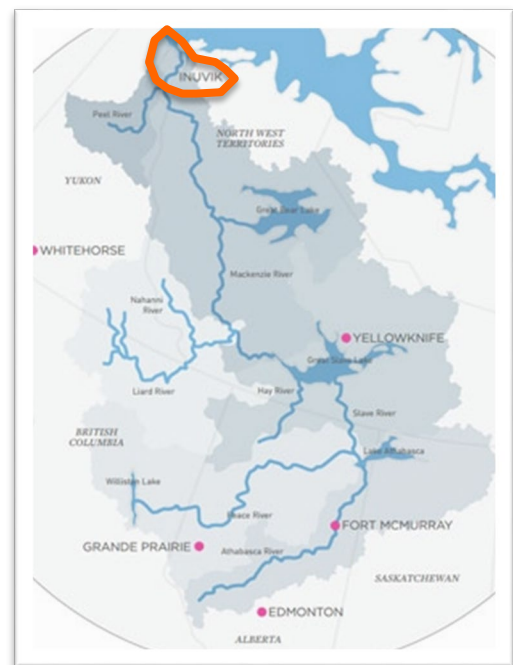 INUVIK
Peel River
NORTH WEST
TERRITORIES
YUKON
Great Bear Lake
WHITEHORSE
Mackenzie River
Nahanni
River
YELLOWKNIFE
Great Slave Lake
Hay River
Liard River
Slave River
BRITISH
COLUMBIA
Lake Athabasca
Williston Lake
Peace River
FORT MCMURRAY
GRANDE PRAIRIE
Athabasca River
SASKATCHEWAN
EDMONTON
ALBERTA